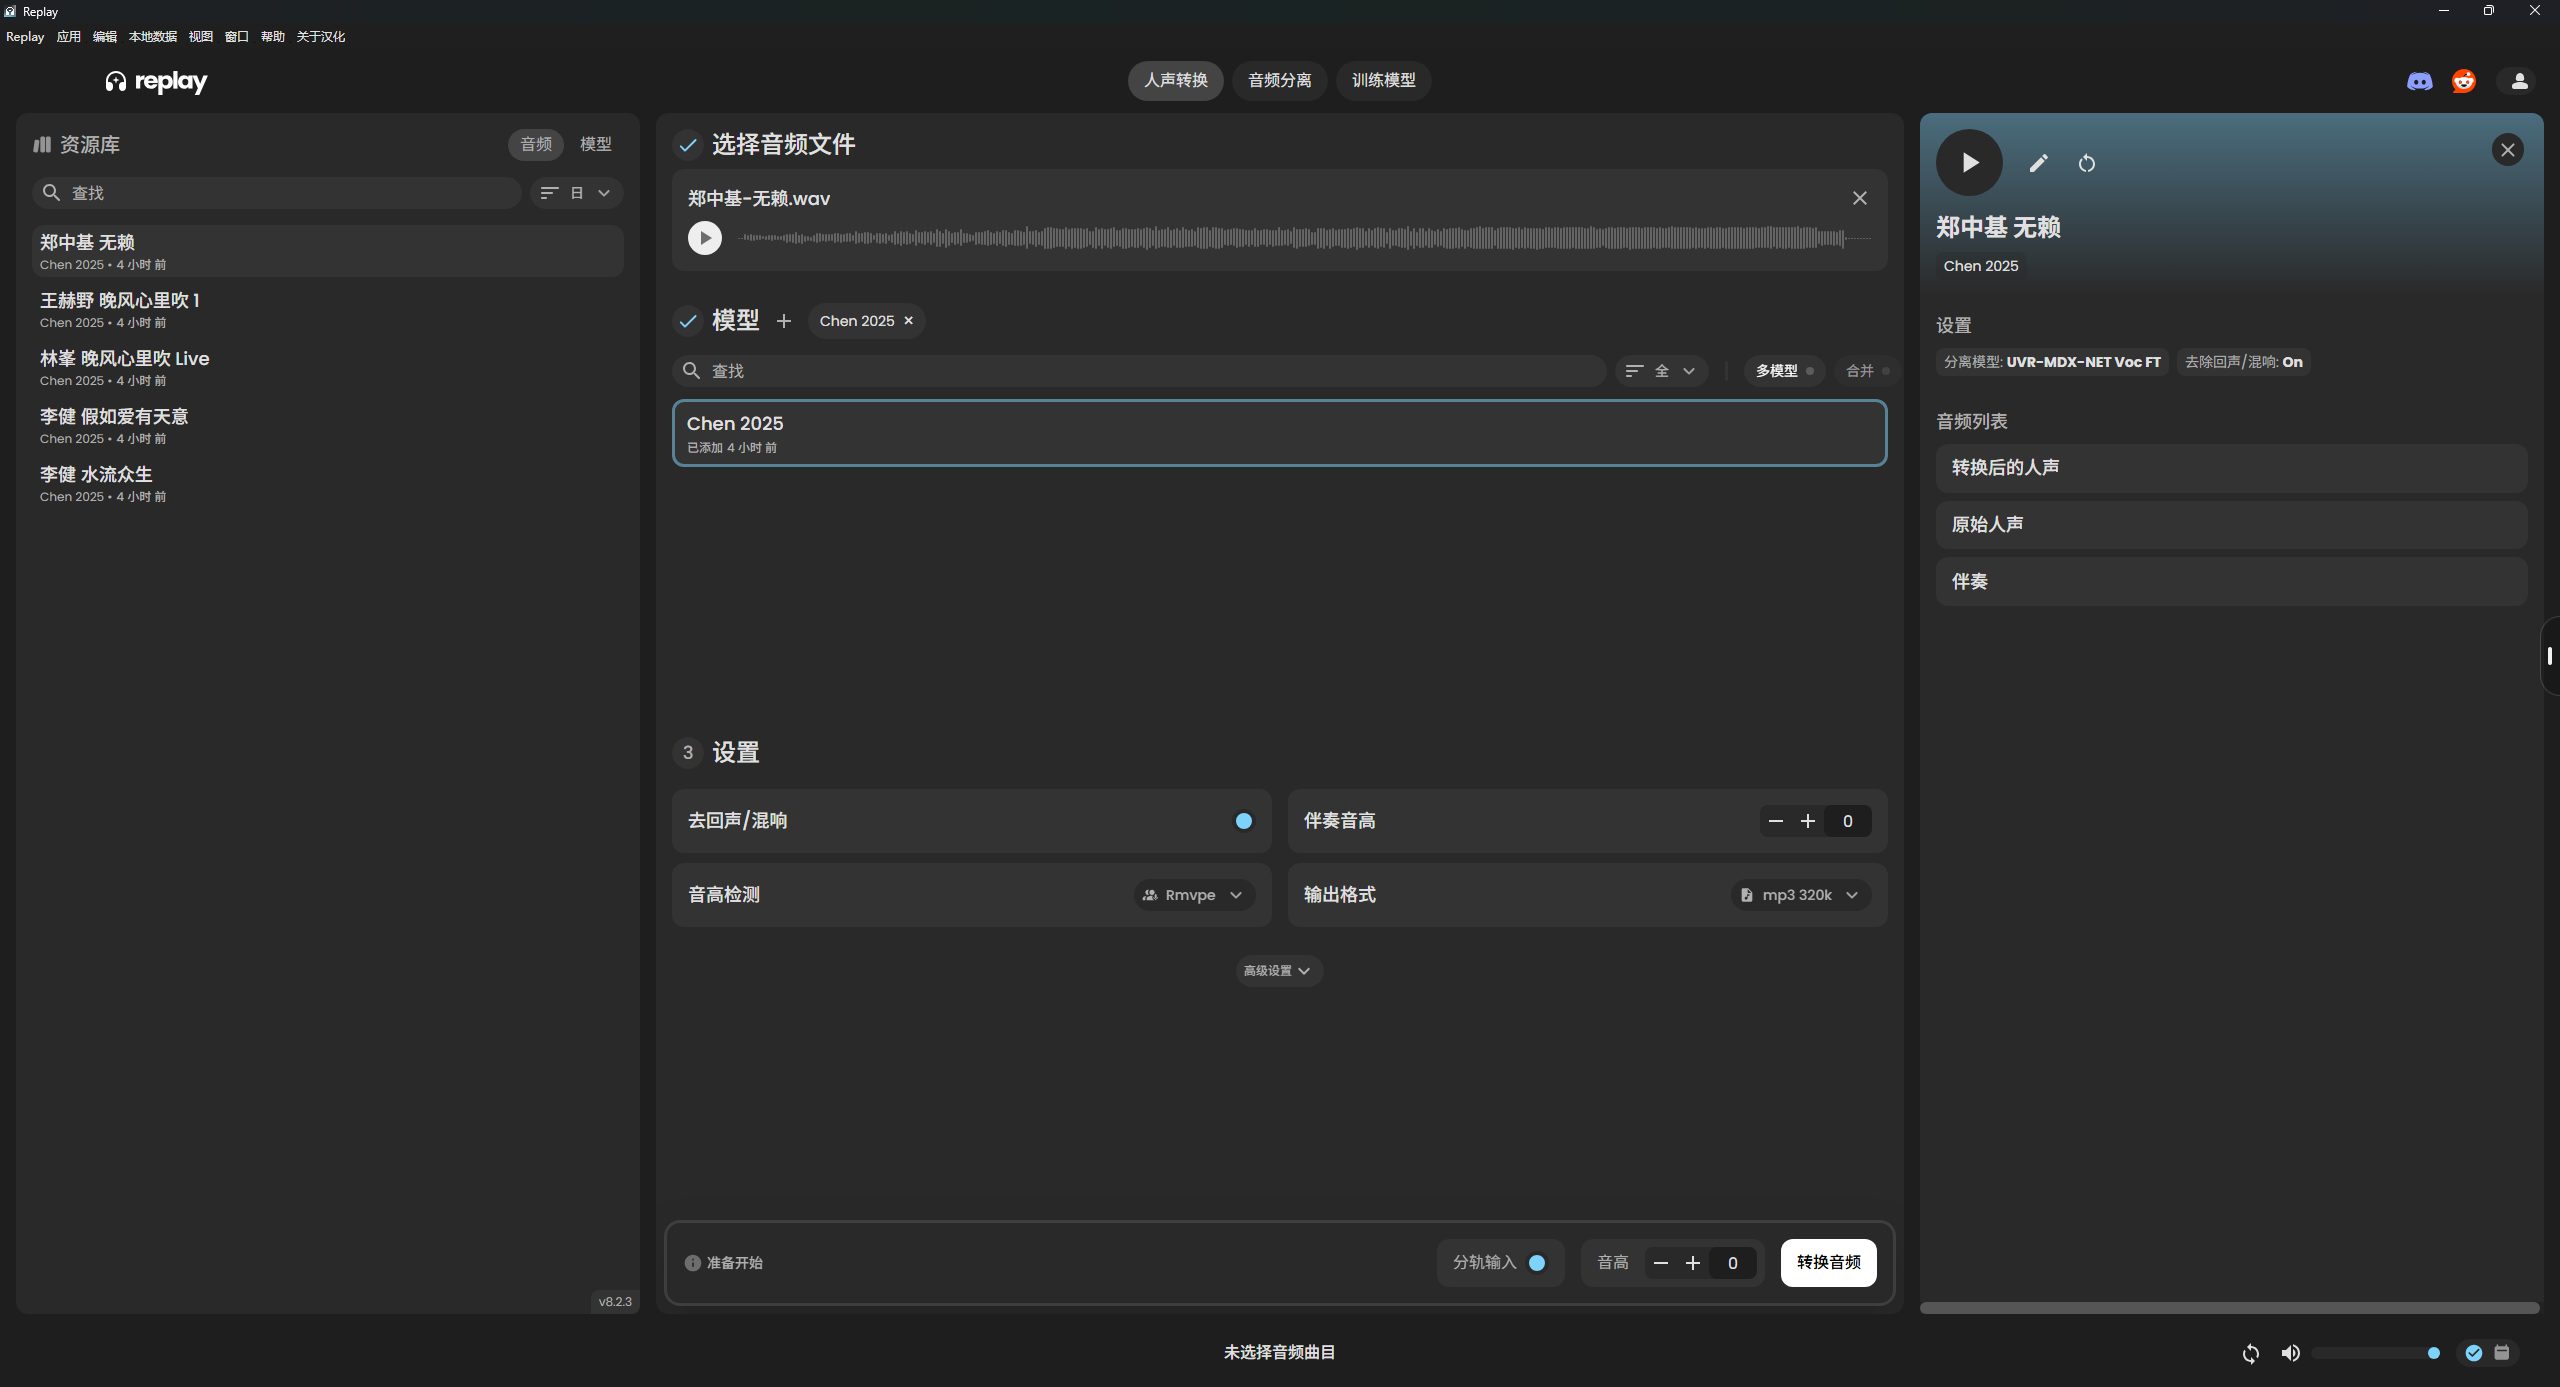 Replay
Replay 应用 编辑 本地数据 视图 窗口 帮助 关于汉化
replay
人声转换 音频分离 训练模型
资源库 音频 模型
查找 日
郑中基 无赖
Chen 2025 • 4 小时 前
王赫野 晚风心里吹 1
Chen 2025 • 4 小时 前
林峯 晚风心里吹 Live
Chen 2025 • 4 小时 前
李健 假如爱有天意
Chen 2025 • 4 小时 前
李健 水流众生
Chen 2025 • 4 小时 前
v8.2.3
选择音频文件
郑中基-无赖.wav
模型 Chen 2025
查找 全 多模型 合并
Chen 2025
已添加 4 小时 前
3 设置
去回声/混响
伴奏音高 0
音高检测 Rmvpe
输出格式 mp3 320k
高级设置
准备开始 分轨输入 音高 0 转换音频
郑中基 无赖
Chen 2025
设置
分离模型: UVR-MDX-NET Voc FT 去除回声/混响: On
音频列表
转换后的人声
原始人声
伴奏
未选择音频曲目